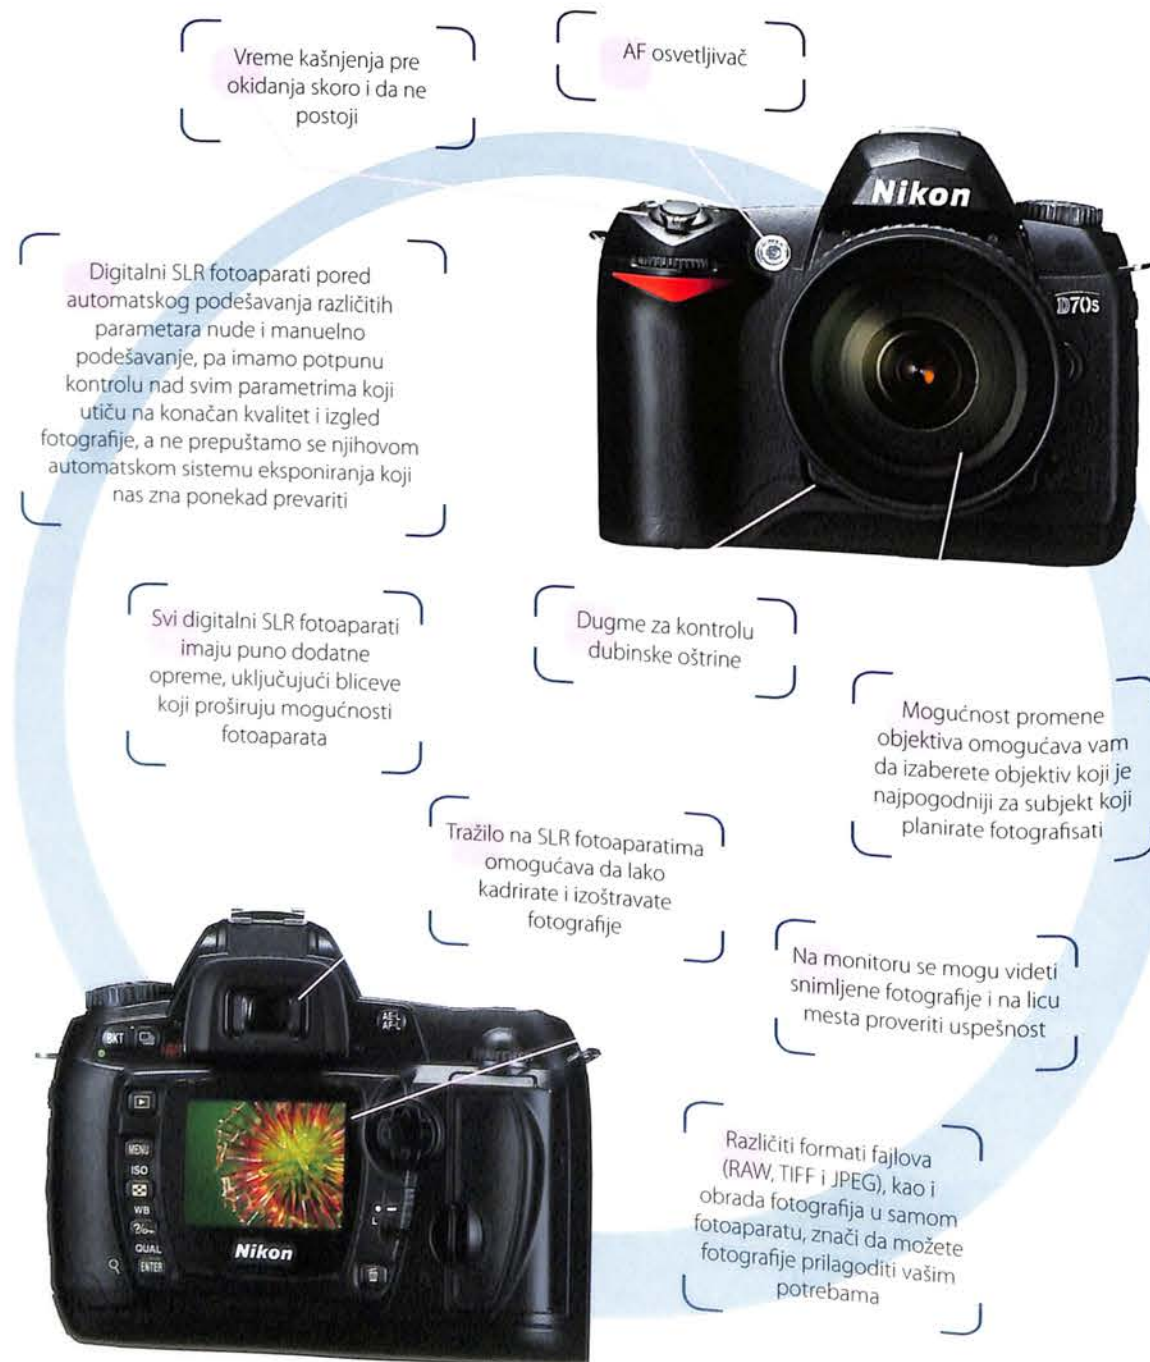 Vreme kašnjenja pre
okidanja skoro i da ne
postoji
AF osvetljivač
Nikon
D70s
Digitalni SLR fotoaparati pored
automatskog podešavanja različitih
parametara nude i manuelno
podešavanje, pa imamo potpunu
kontrolu nad svim parametrima koji
utiču na konačan kvalitet i izgled
fotografije, a ne prepuštamo se njihovom
automatskom sistemu eksponiranja koji
nas zna ponekad prevariti
Svi digitalni SLR fotoaparati
imaju puno dodatne
opreme, uključujući bliceve
koji proširuju mogućnosti
fotoaparata
Dugme za kontrolu
dubinske oštrine
Mogućnost promene
objektiva omogućava vam
da izaberete objektiv koji je
najpogodniji za subjekt koji
planirate fotografisati
Tražilo na SLR fotoaparatima
omogućava da lako
kadrirate i izoštravate
fotografije
Na monitoru se mogu videti
snimljene fotografije i na licu
mesta proveriti uspešnost
AE-L
AF-L
BKT
MENU
ISO
WB
QUAL
ENTER
L
Nikon
Različiti formati fajlova
(RAW, TIFF i JPEG), kao i
obrada fotografija u samom
fotoaparatu, znači da možete
fotografije prilagoditi vašim
potrebama